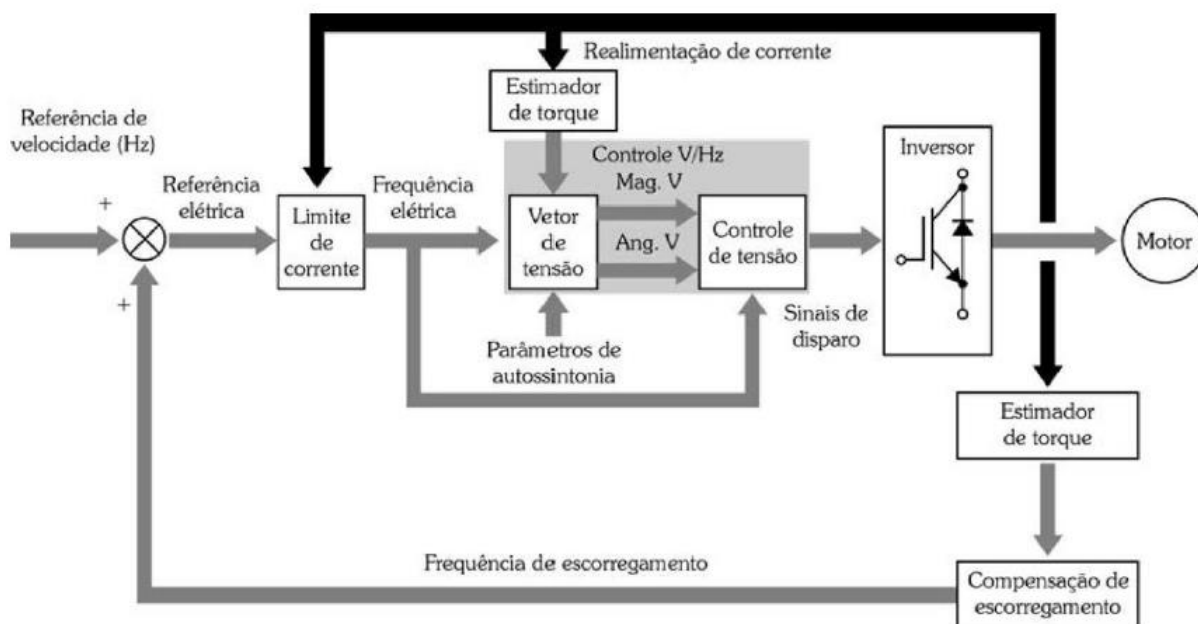 Realimentação de corrente
Estimador
de torque
Referência de
velocidade (Hz)
Controle V/Hz
Inversor
Mag. V
+
Referência
elétrica
Frequência
elétrica
Limite
de
corrente
Vetor
de
tensão
Ang. V
Controle
de tensão
Motor
+
Sinais de
disparo
Parâmetros de
autossintonia
Estimador
de torque
Frequência de escorregamento
Compensação de
escorregamento